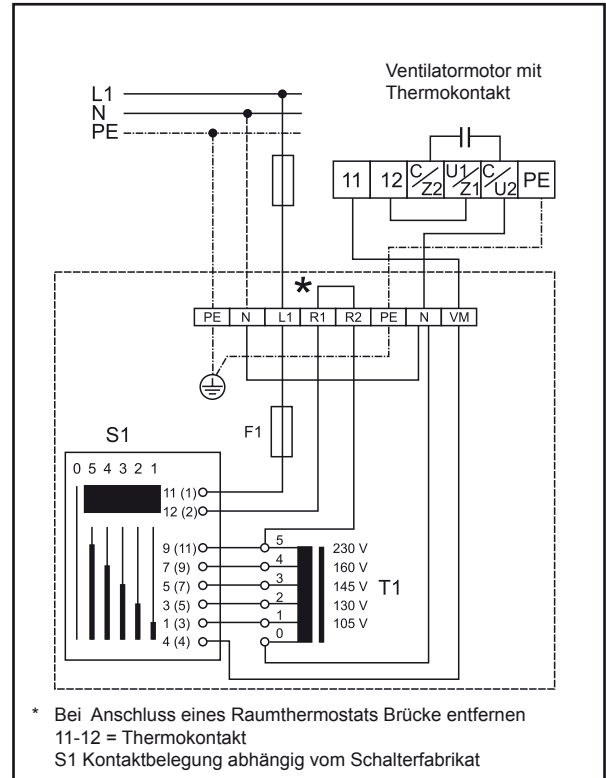 Ventilatormotor mit
Thermokontakt
L1
N
PE
11 12 C/Z2 U1/Z1 C/U2 PE
*
PE N L1 R1 R2 PE N VM
F1
S1
0 5 4 3 2 1
11 (1)
12 (2)
9 (11) 5 230 V
7 (9) 4 160 V
5 (7) 3 145 V
T1
3 (5) 2 130 V
1 (3) 1 105 V
4 (4) 0
* Bei Anschluss eines Raumthermostats Brücke entfernen
11-12 = Thermokontakt
S1 Kontaktbelegung abhängig vom Schalterfabrikat